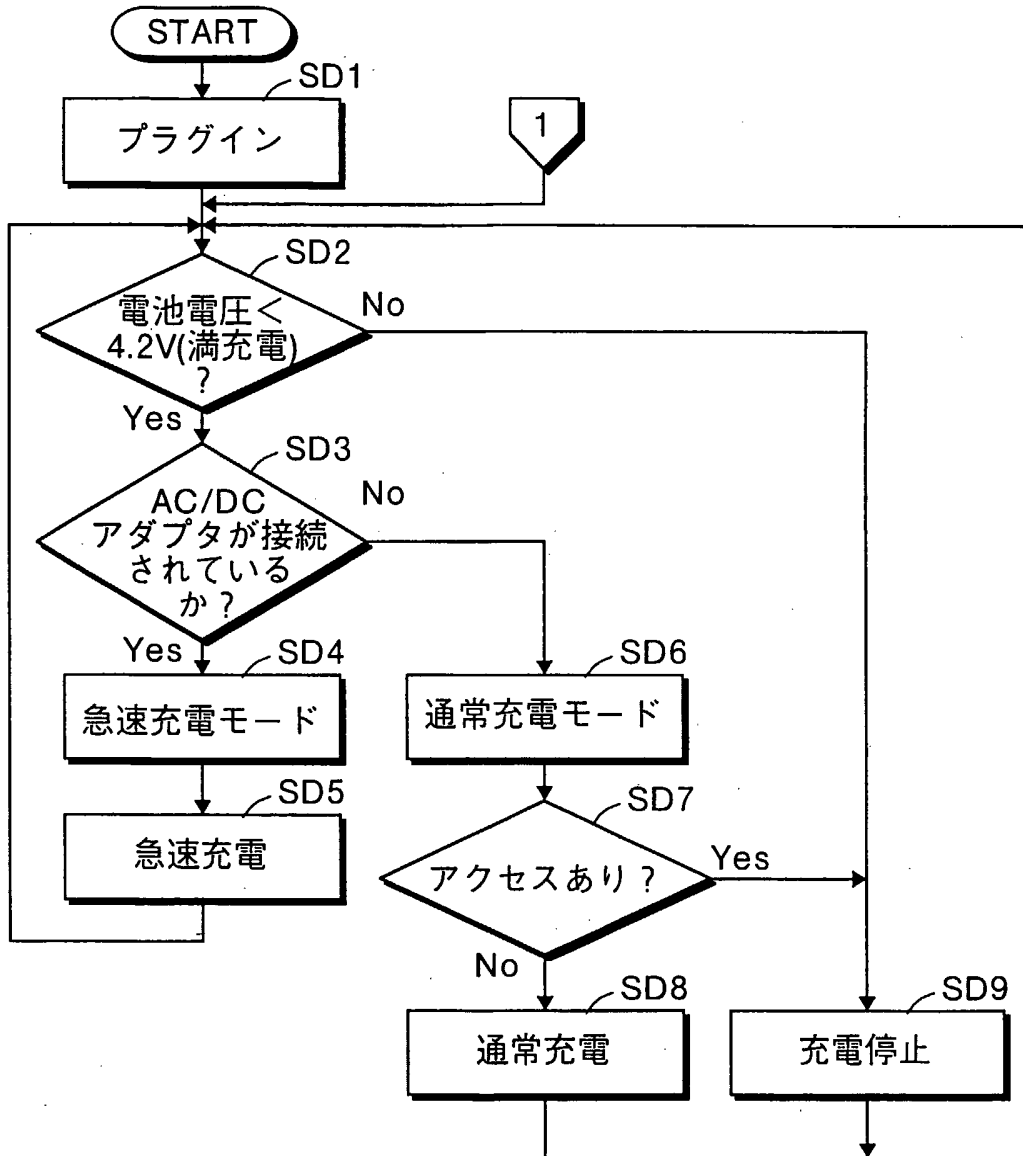 START
SD1
プラグイン
1
SD2
電池電圧<
4.2V(満充電)
?
No
Yes
SD3
AC/DC
アダプタが接続
されている
か?
No
Yes
SD4
急速充電モード
SD6
通常充電モード
SD5
急速充電
SD7
アクセスあり?
Yes
No
SD8
通常充電
SD9
充電停止